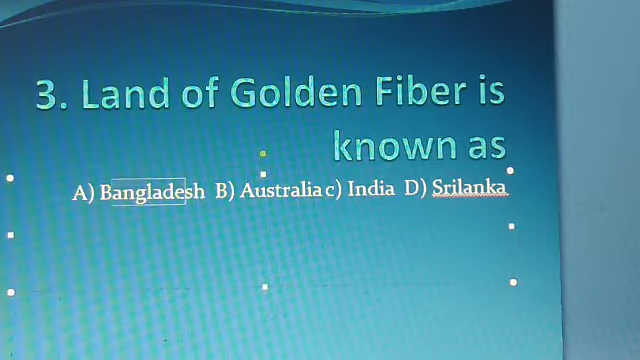 3. Land of Golden Fiber is
known as
A) Bangladesh B) Australia c) India D) Srilanka